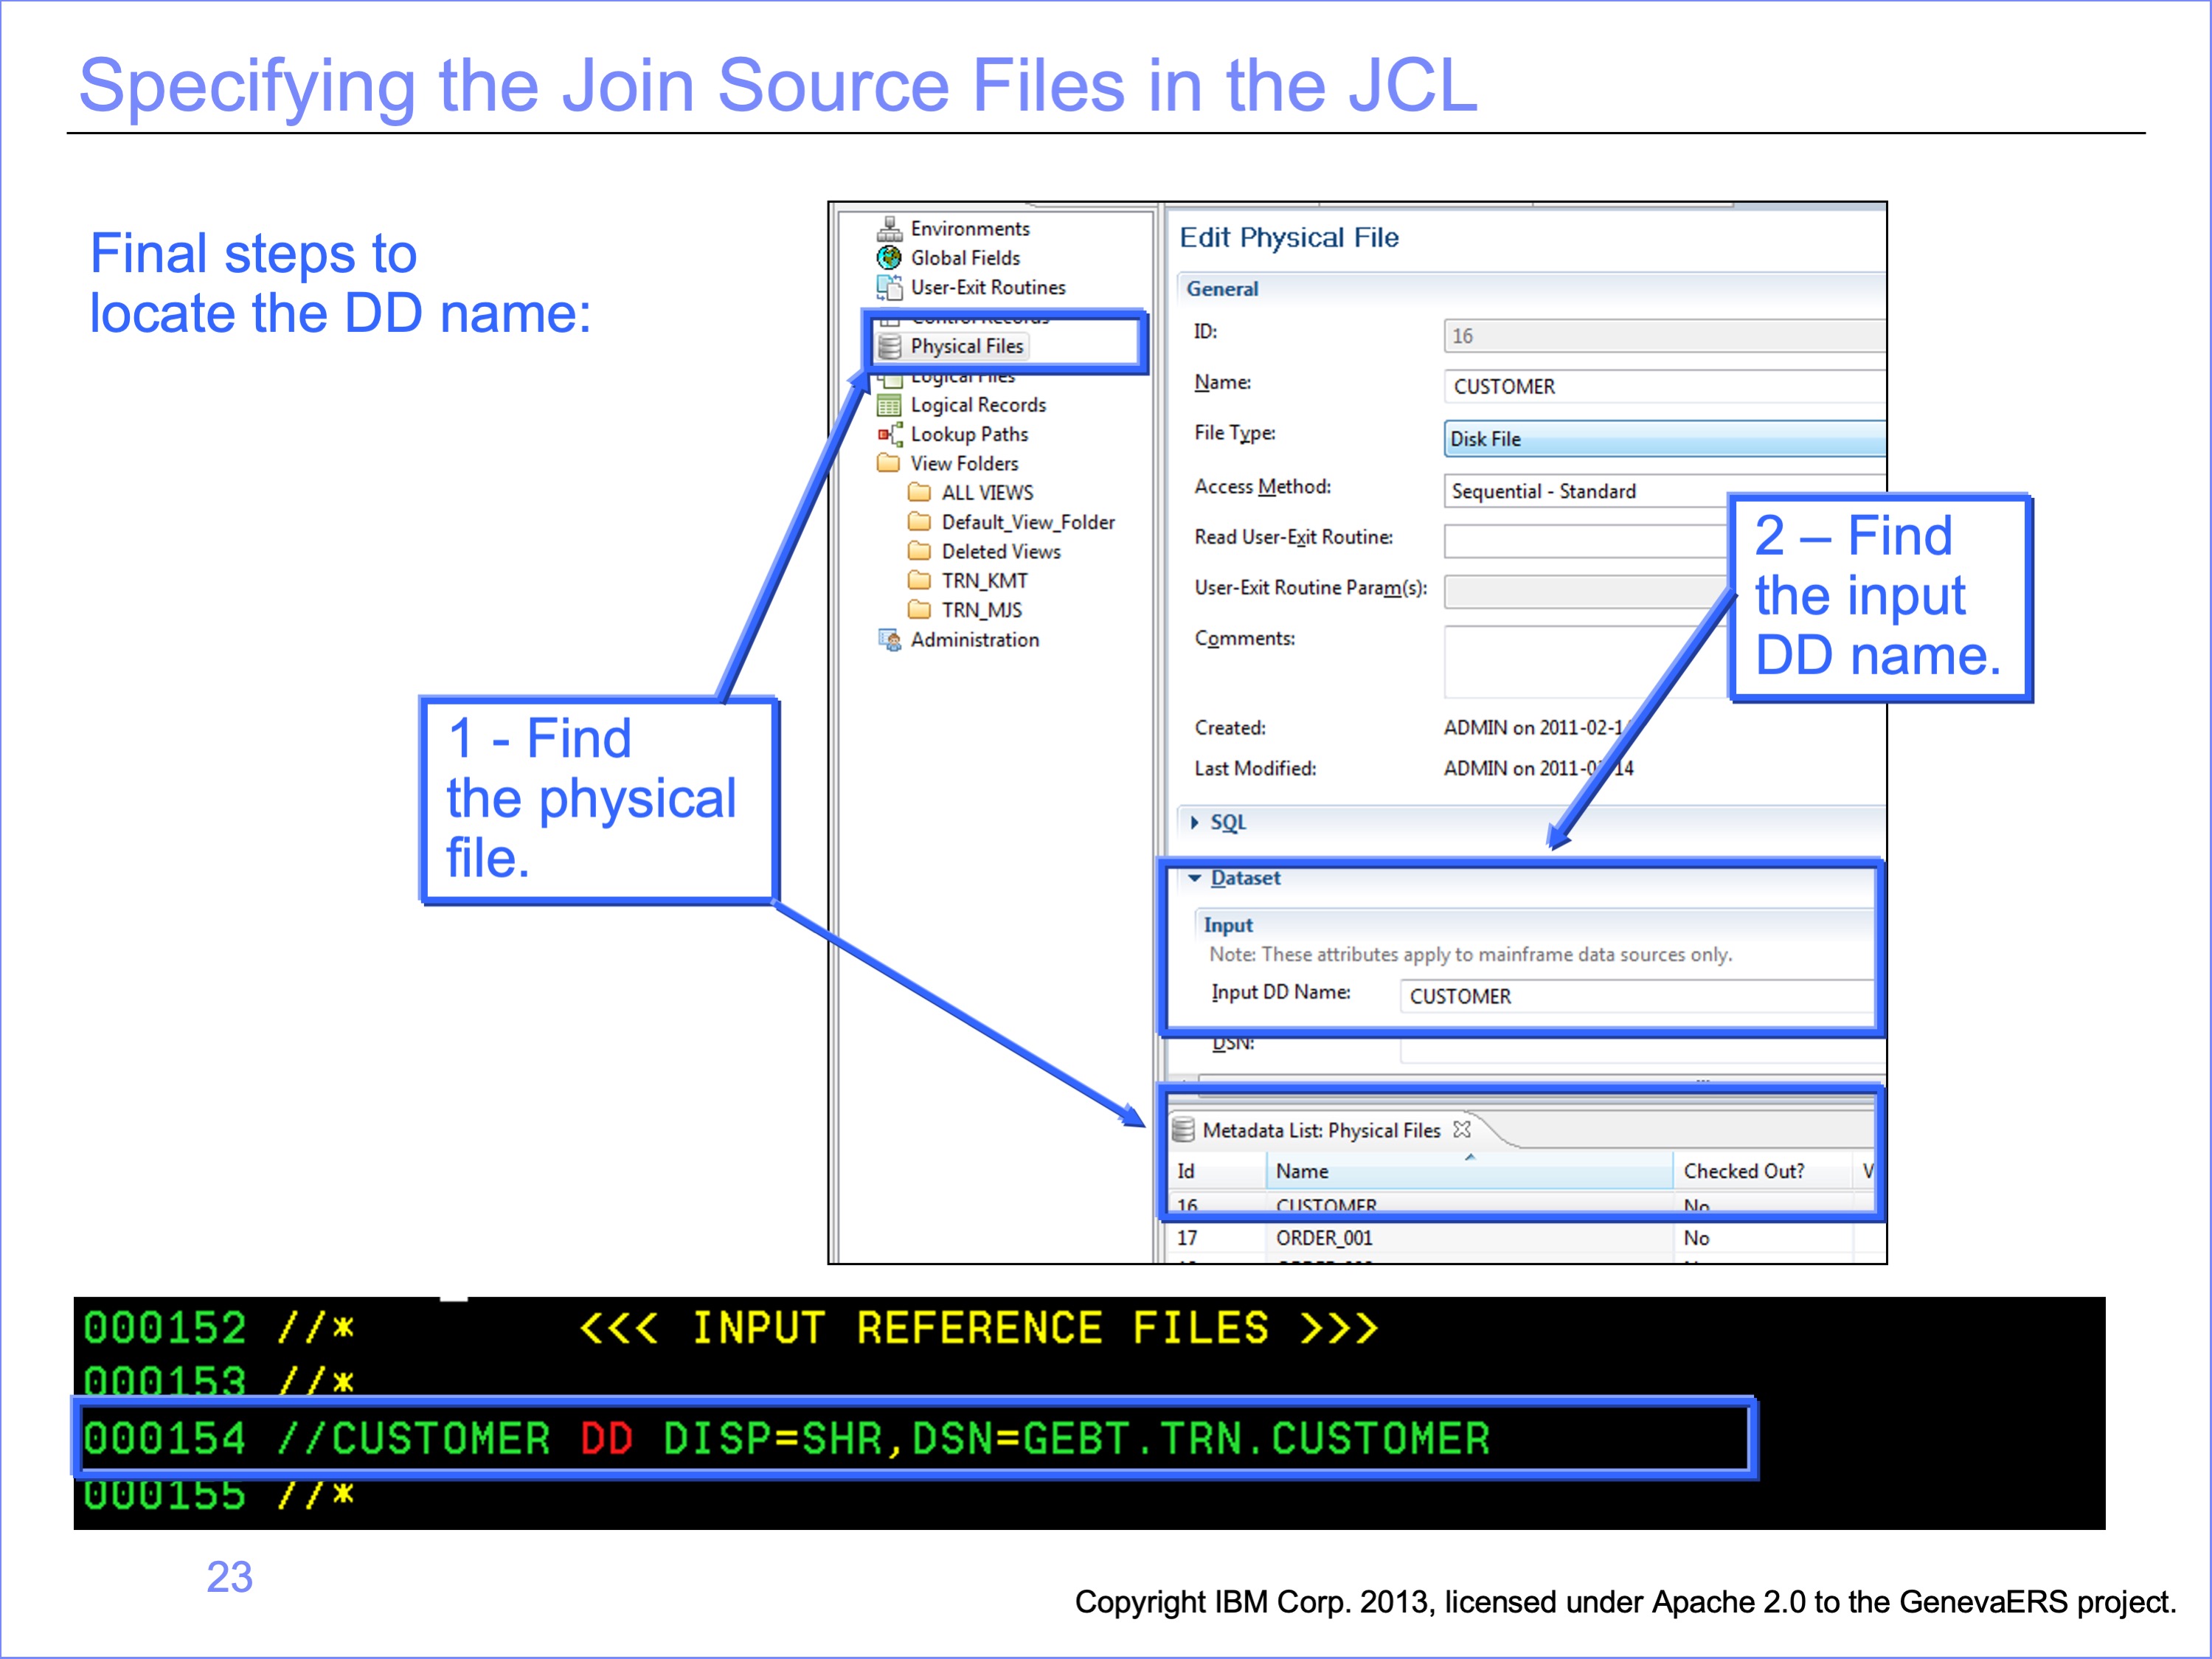 Specifying the Join Source Files in the JCL
Final steps to
locate the DD name:
Environments
Global Fields
User-Exit Routines
Control Records
Physical Files
Logical Files
Logical Records
Lookup Paths
View Folders
ALL VIEWS
Default_View_Folder
Deleted Views
TRN_KMT
TRN_MJS
Administration
Edit Physical File
General
ID: 16
Name: CUSTOMER
File Type: Disk File
Access Method: Sequential - Standard
Read User-Exit Routine:
User-Exit Routine Param(s):
Comments:
Created: ADMIN on 2011-02-14
Last Modified: ADMIN on 2011-02-14
SQL
Dataset
Input
Note: These attributes apply to mainframe data sources only.
Input DD Name: CUSTOMER
DSN:
Metadata List: Physical Files
Id Name Checked Out? V
16 CUSTOMER No
17 ORDER_001 No
1 - Find
the physical
file.
2 – Find
the input
DD name.
000152 //* <<< INPUT REFERENCE FILES >>>
000153 //*
000154 //CUSTOMER DD DISP=SHR,DSN=GEBT.TRN.CUSTOMER
000155 //*
23
Copyright IBM Corp. 2013, licensed under Apache 2.0 to the GenevaERS project.